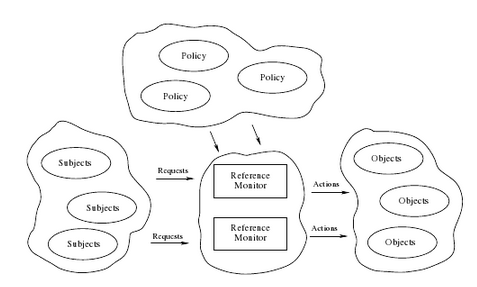 Policy
Policy
Policy
Subjects
Subjects
Subjects
Requests
Requests
Reference
Monitor
Reference
Monitor
Actions
Actions
Objects
Objects
Objects